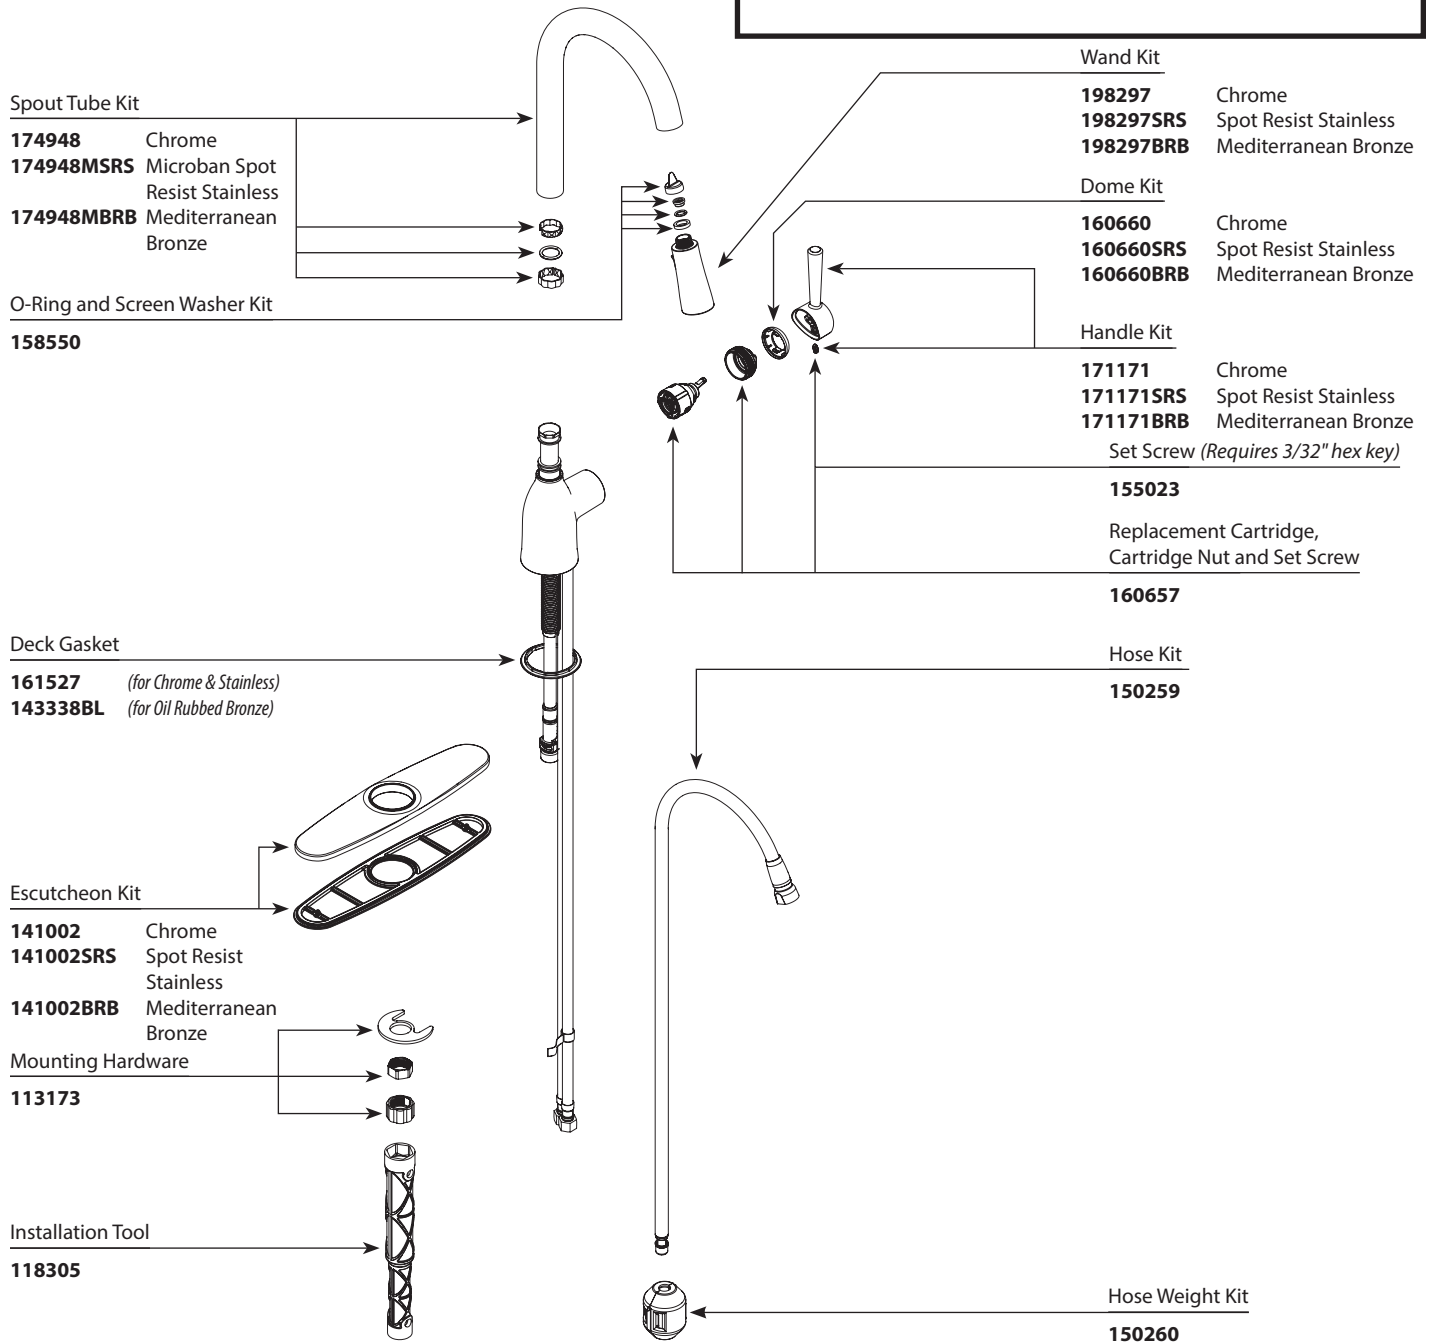 Spout Tube Kit
174948 Chrome
174948MSRS Microban Spot
Resist Stainless
174948MBRB Mediterranean
Bronze
O-Ring and Screen Washer Kit
158550
Wand Kit
198297 Chrome
198297SRS Spot Resist Stainless
198297BRB Mediterranean Bronze
Dome Kit
160660 Chrome
160660SRS Spot Resist Stainless
160660BRB Mediterranean Bronze
Handle Kit
171171 Chrome
171171SRS Spot Resist Stainless
171171BRB Mediterranean Bronze
Set Screw (Requires 3/32" hex key)
155023
Replacement Cartridge,
Cartridge Nut and Set Screw
160657
Deck Gasket
161527 (for Chrome & Stainless)
143338BL (for Oil Rubbed Bronze)
Hose Kit
150259
Escutcheon Kit
141002 Chrome
141002SRS Spot Resist
Stainless
141002BRB Mediterranean
Bronze
Mounting Hardware
113173
Installation Tool
118305
Hose Weight Kit
150260